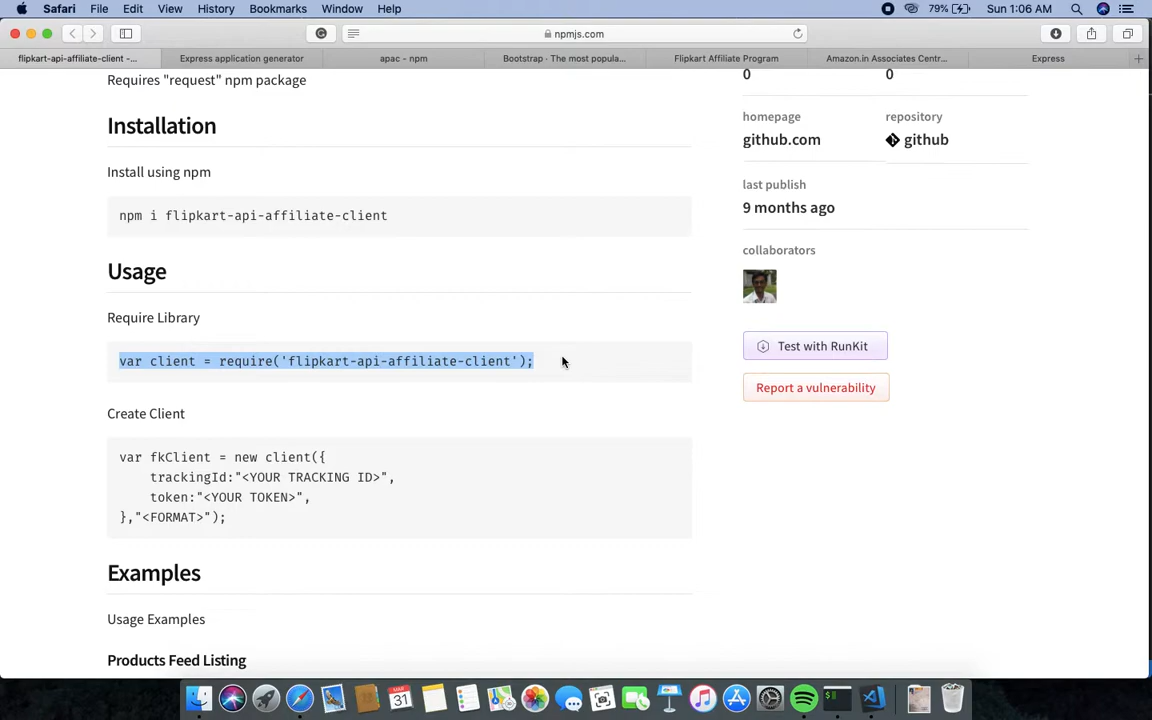 Safari File Edit View History Bookmarks Window Help 79% Sun 1:06 AM
npmjs.com
flipkart-api-affiliate-client -... Express application generator apac - npm Bootstrap · The most popula... Flipkart Affiliate Program Amazon.in Associates Centr... Express
Requires "request" npm package
0 0
Installation
homepage repository
github.com github
Install using npm
last publish
9 months ago
npm i flipkart-api-affiliate-client
collaborators
Usage
Require Library
Test with RunKit
var client = require('flipkart-api-affiliate-client');
Report a vulnerability
Create Client
var fkClient = new client({
trackingId:"<YOUR TRACKING ID>",
token:"<YOUR TOKEN>",
},"<FORMAT>");
Examples
Usage Examples
Products Feed Listing
MAR
31